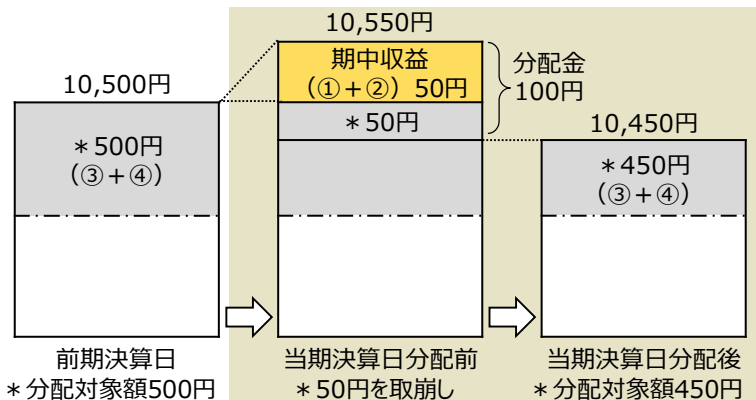 10,500円
＊500円
（③＋④）
前期決算日
＊分配対象額500円
10,550円
期中収益
（①＋②）50円
＊50円
分配金
100円
当期決算日分配前
＊50円を取崩し
10,450円
＊450円
（③＋④）
当期決算日分配後
＊分配対象額450円